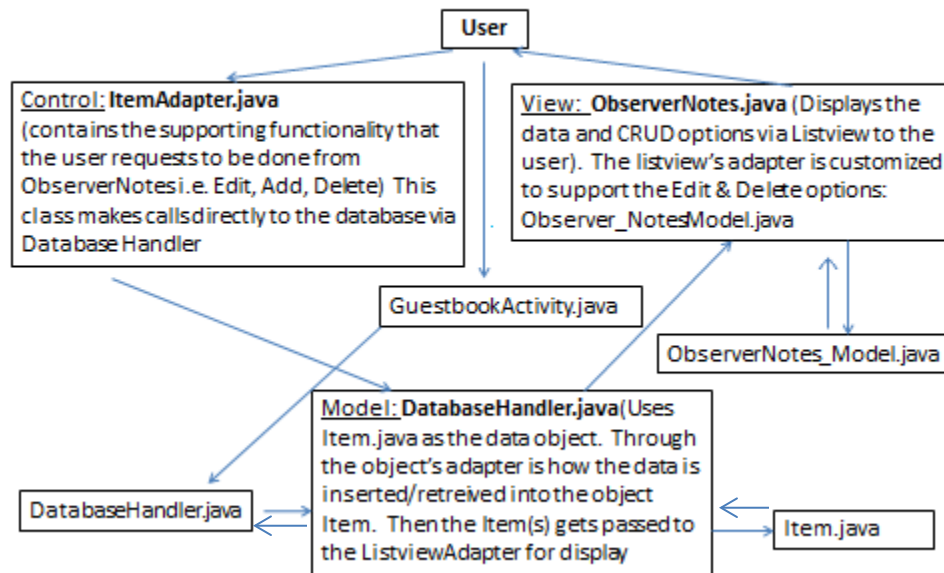 User
Control: ItemAdapter.java
(contains the supporting functionality that
the user requests to be done from
ObserverNotes i.e. Edit, Add, Delete)  This
class makes calls directly to the database via
DatabaseHandler
View:  ObserverNotes.java (Displays the
data and CRUD options via Listview to the
user).  The listview's adapter is customized
to support the Edit & Delete options:
Observer_NotesModel.java
GuestbookActivity.java
ObserverNotes_Model.java
Model: DatabaseHandler.java(Uses
Item.java as the data object.  Through
the object's adapter is how the data is
inserted/retreived into the object
Item.  Then the Item(s) gets passed to
the ListviewAdapter for display
DatabaseHandler.java
Item.java